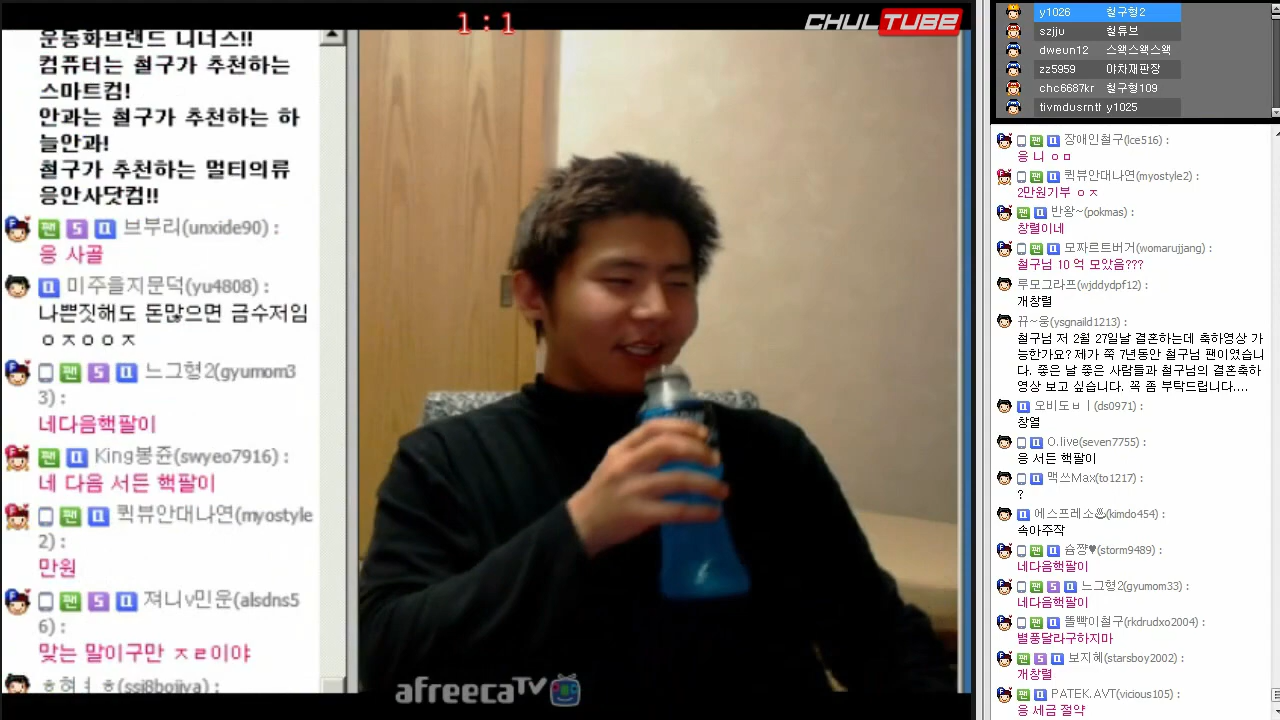 1 : 1
CHULTUBE
운동화브랜드 니너스!!
컴퓨터는 철구가 추천하는
스마트컴!
안과는 철구가 추천하는 하
늘안과!
철구가 추천하는 멀티의류
응안사닷컴!!
팬 S 브부리(unxide90) :
응 사골
미주을지문덕(yu4808) :
나쁜짓해도 돈많으면 금수저임
ㅇㅈㅇㅇㅈ
팬 S 느그형2(gyumom3
3) :
네다음핵팔이
팬 King봉쥰(swyeo7916) :
네 다음 서든 핵팔이
팬 퀵뷰안대나연(myostyle
2) :
만원
팬 S 져니v민운(alsdns5
6) :
맞는 말이구만 ㅈㄹ이야
afreecaTV
y1026 철구형2
szjju 철튜브
dweun12 스왝스왝스왝
zz5959 야차재판장
chc6687kr 철구형109
tivmdusrntl y1025
팬 장애인철구(lce516) :
응 니 ㅇㅁ
팬 퀵뷰안대나연(myostyle2) :
2만원기부 ㅇㅈ
팬 반왕~(pokmas) :
창렬이네
팬 모짜르트버거(womarujjang) :
철구님 10 억 모았음???
루모그라프(wjddydpf12) :
개창렬
뀨~웅(ysgnaild1213) :
철구님 저 2월 27일날 결혼하는데 축하영상 가
능한가요? 제가 꼭 7년동안 철구님 팬이였습니
다. 좋은 날 좋은 사람들과 철구님의 결혼축하
영상 보고 싶습니다. 꼭 좀 부탁드립니다....
오비도ㅂㅣ(ds0971) :
창열
O.live(seven7755) :
응 서든 핵팔이
맥쓰Max(to1217) :
?
에스프레소♨(kimdo454) :
속아주작
팬 숌쨩♥(storm9489) :
네다음핵팔이
팬 S 느그형2(gyumom33) :
네다음핵팔이
팬 똘빡이철구(rkdrudxo2004) :
별풍달라구하지마
팬 S 보지혜(starsboy2002) :
개창렬
팬 PATEK.AYT(vicious105) :
응 세금 절약